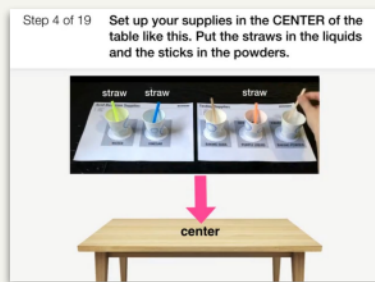 Step 4 of 19
Set up your supplies in the CENTER of the
table like this. Put the straws in the liquids
and the sticks in the powders.
straw straw straw
center